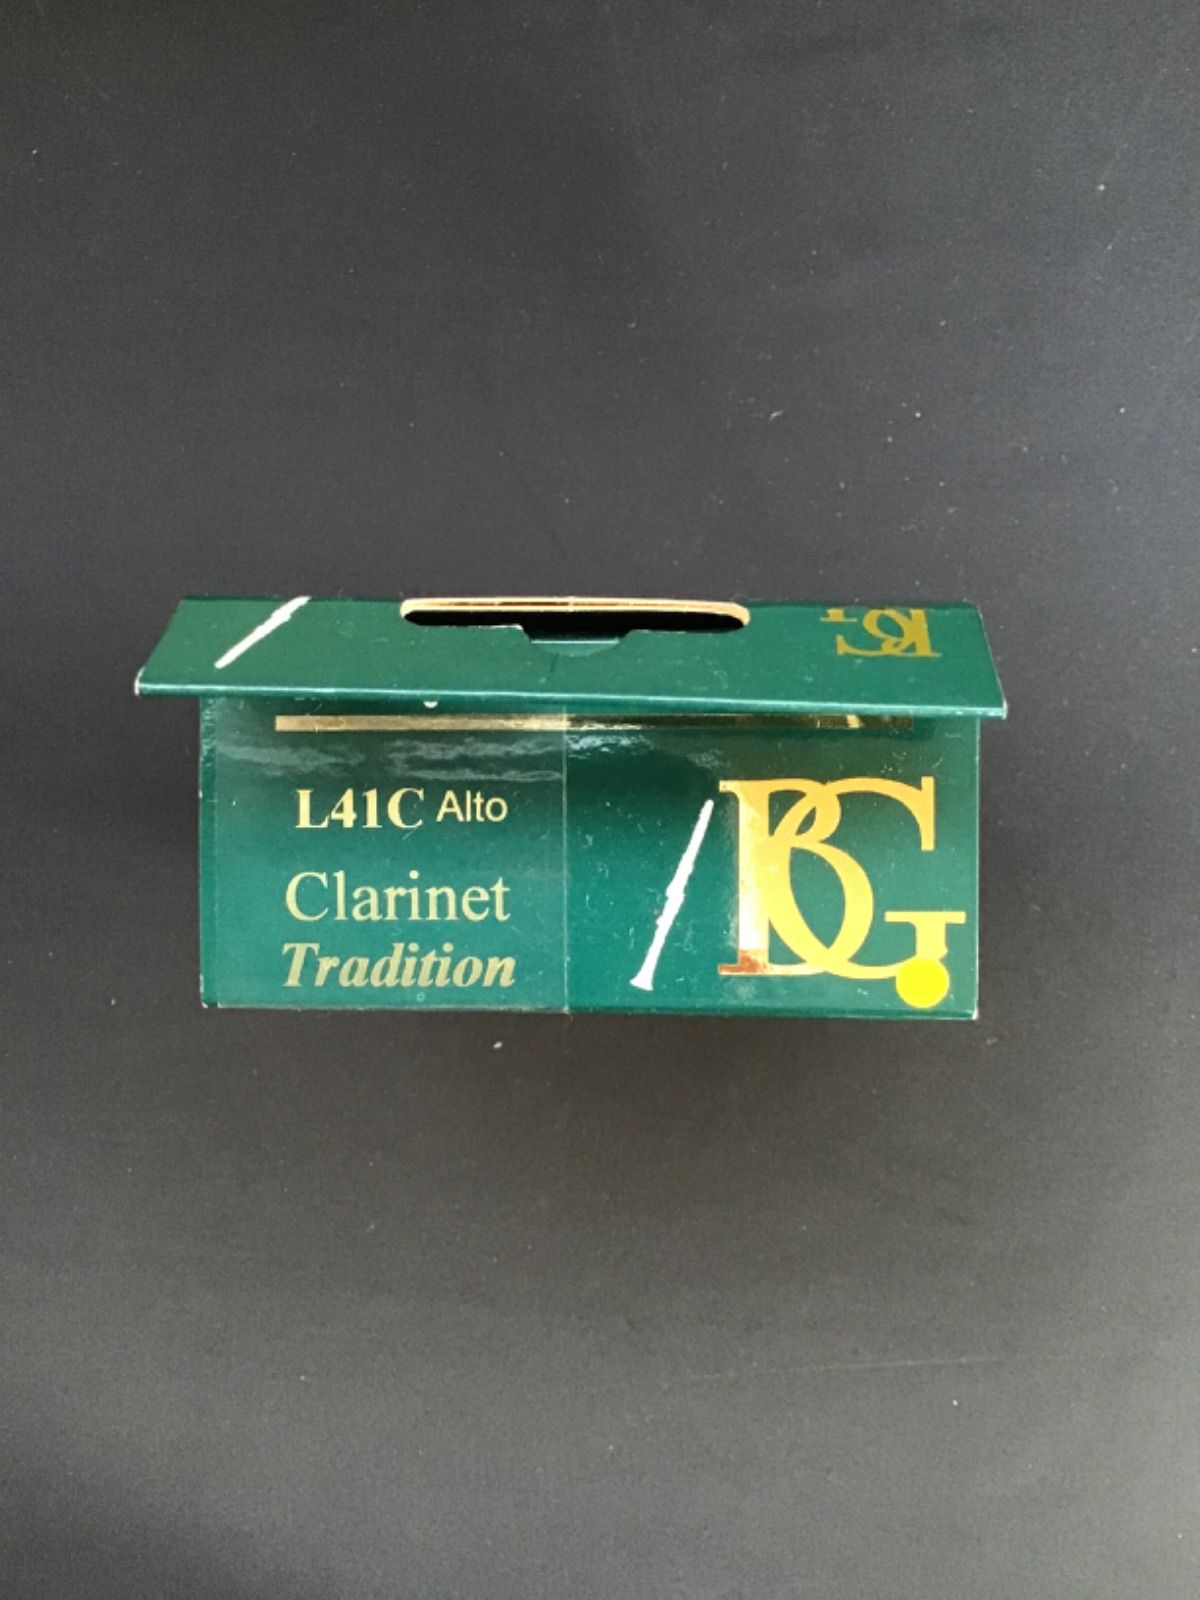 BG
L41C Alto
Clarinet
Tradition
BG